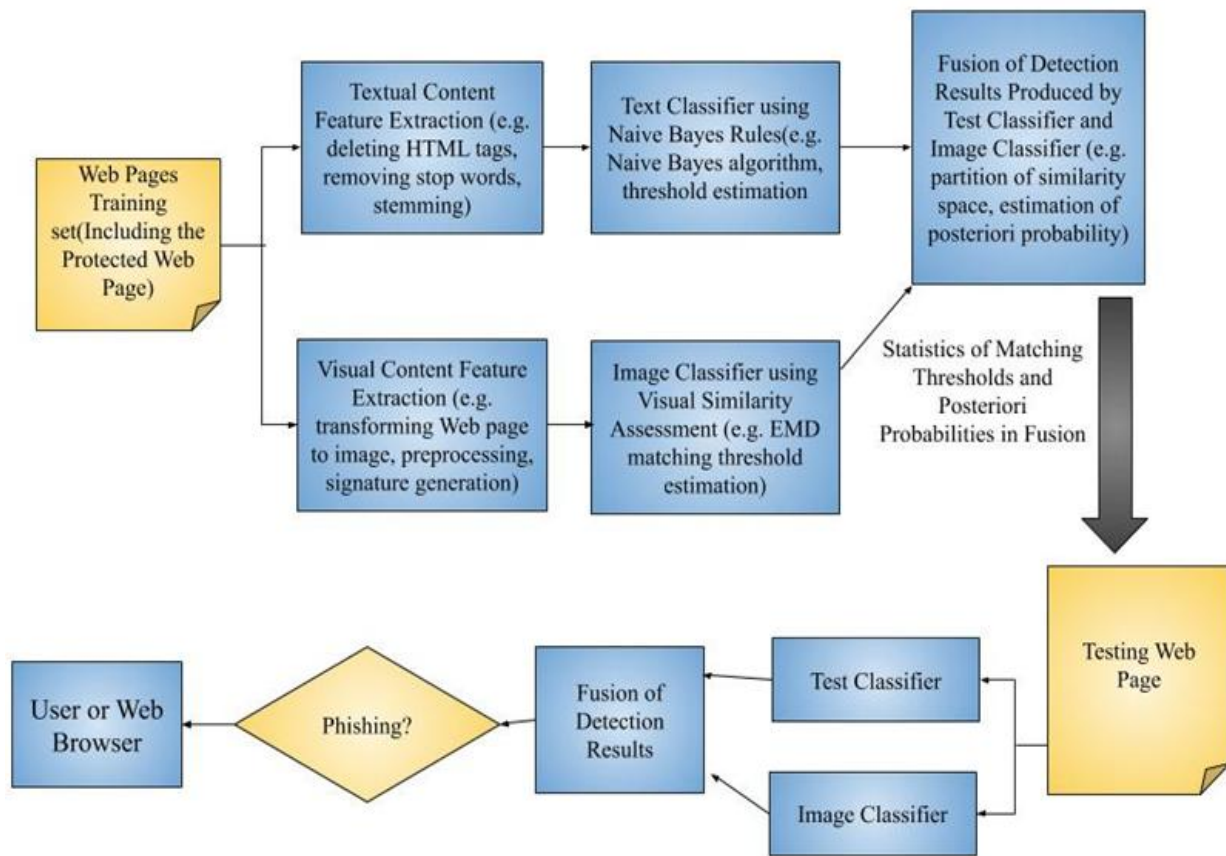 Web Pages
Training
set(Including the
Protected Web
Page)
Textual Content
Feature Extraction (e.g.
deleting HTML tags,
removing stop words,
stemming)
Text Classifier using
Naive Bayes Rules(e.g.
Naive Bayes algorithm,
threshold estimation
Fusion of Detection
Results Produced by
Test Classifier and
Image Classifier (e.g.
partition of similarity
space, estimation of
posteriori probability)
Visual Content Feature
Extraction (e.g.
transforming Web page
to image, preprocessing,
signature generation)
Image Classifier using
Visual Similarity
Assessment (e.g. EMD
matching threshold
estimation)
Statistics of Matching
Thresholds and
Posteriori
Probabilities in Fusion
Testing Web
Page
Test Classifier
Image Classifier
Fusion of
Detection
Results
Phishing?
User or Web
Browser